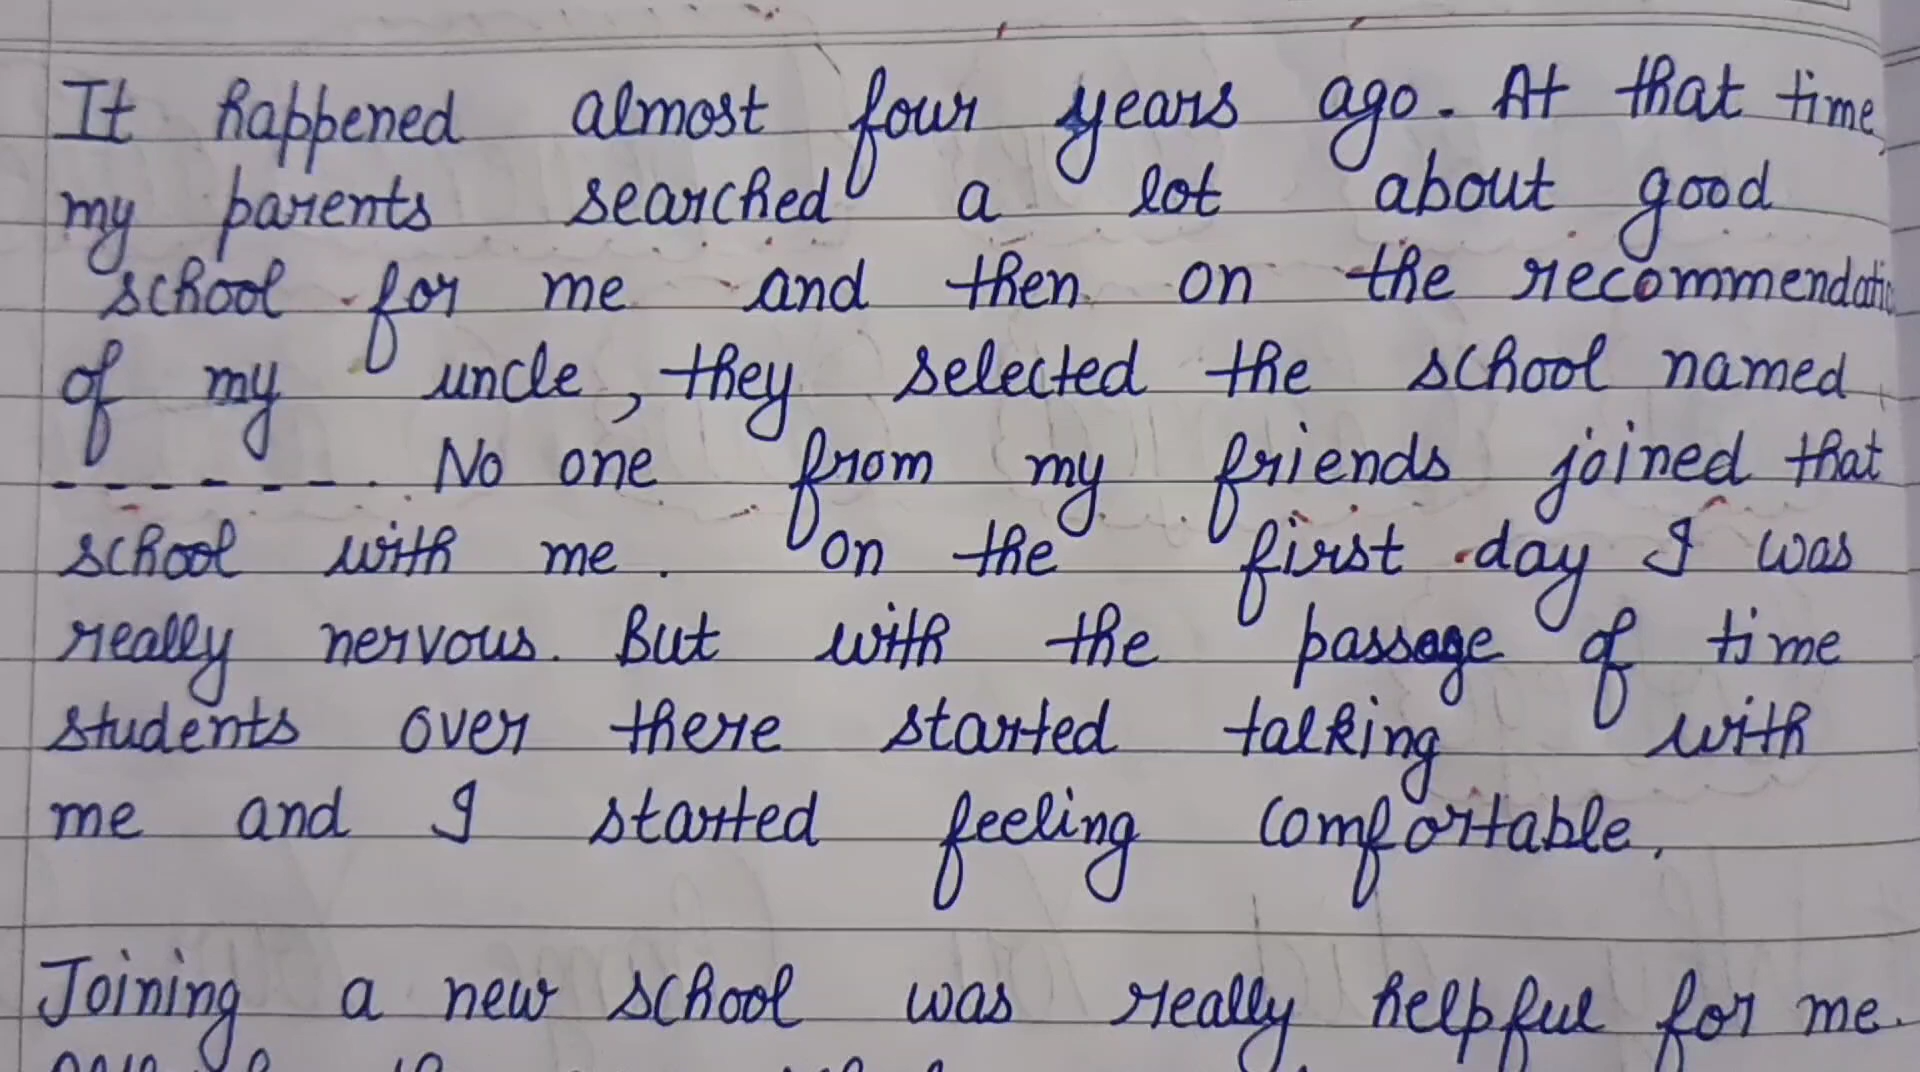 It happened almost four years ago. At that time
my parents searched a lot about good
school for me and then on the recommendatio
of my uncle, they selected the school named
- - - - - - - . No one from my friends joined that
school with me. on the first day I was
really nervous. But with the passage of time
students over there started talking with
me and I started feeling comfortable.
Joining a new school was really helpful for me.